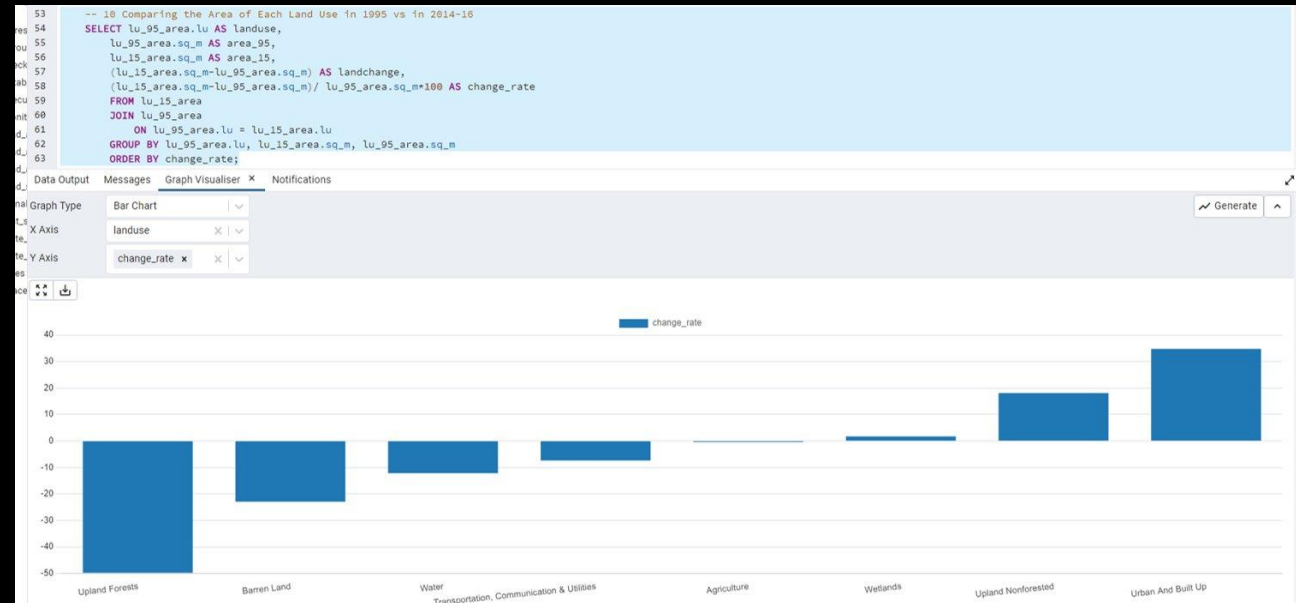 53 -- 10 Comparing the Area of Each Land Use in 1995 vs in 2014-16
54 SELECT lu_95_area.lu AS landuse,
55 lu_95_area.sq_m AS area_95,
56 lu_15_area.sq_m AS area_15,
57 (lu_15_area.sq_m-lu_95_area.sq_m) AS landchange,
58 (lu_15_area.sq_m-lu_95_area.sq_m)/ lu_95_area.sq_m*100 AS change_rate
59 FROM lu_15_area
60 JOIN lu_95_area
61 ON lu_95_area.lu = lu_15_area.lu
62 GROUP BY lu_95_area.lu, lu_15_area.sq_m, lu_95_area.sq_m
63 ORDER BY change_rate;
Data Output Messages Graph Visualiser × Notifications
Graph Type Bar Chart Generate
X Axis landuse ×
Y Axis change_rate × ×
change_rate
40
30
20
10
0
-10
-20
-30
-40
-50
Upland Forests Barren Land Water Transportation, Communication & Utilities Agriculture Wetlands Upland Nonforested Urban And Built Up